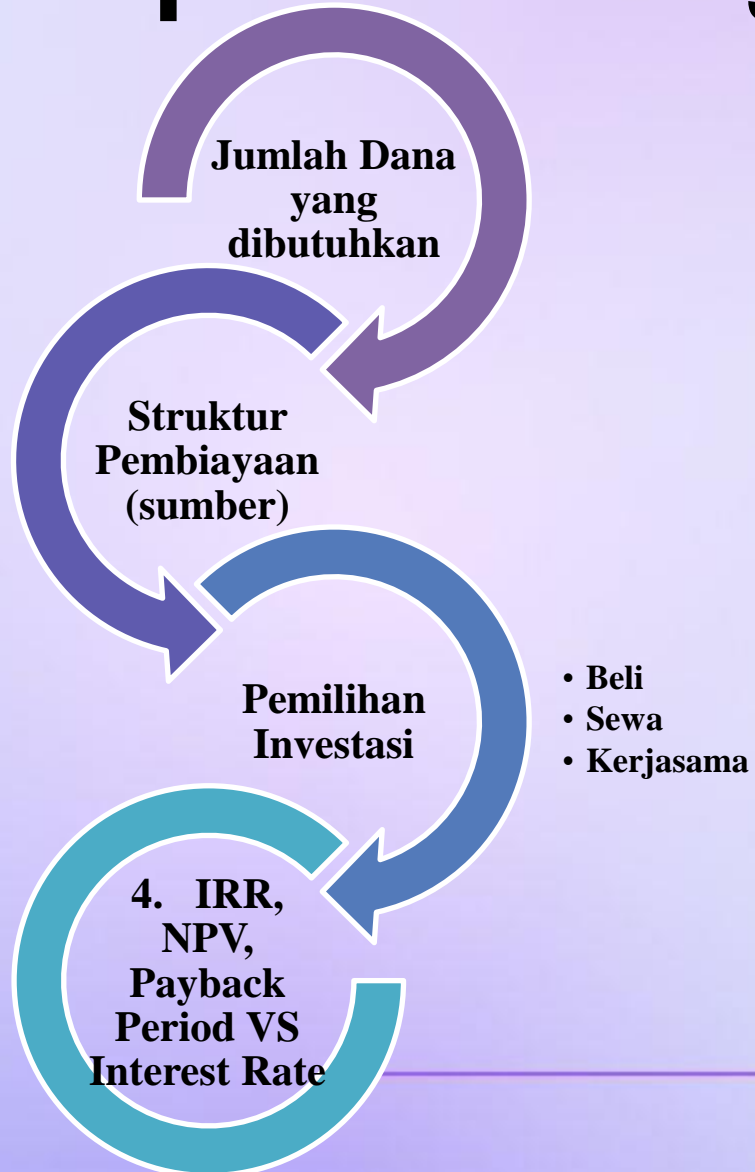 Jumlah Dana
yang
dibutuhkan
Struktur
Pembiayaan
(sumber)
Pemilihan
Investasi
• Beli
• Sewa
• Kerjasama
4. IRR,
NPV,
Payback
Period VS
Interest Rate